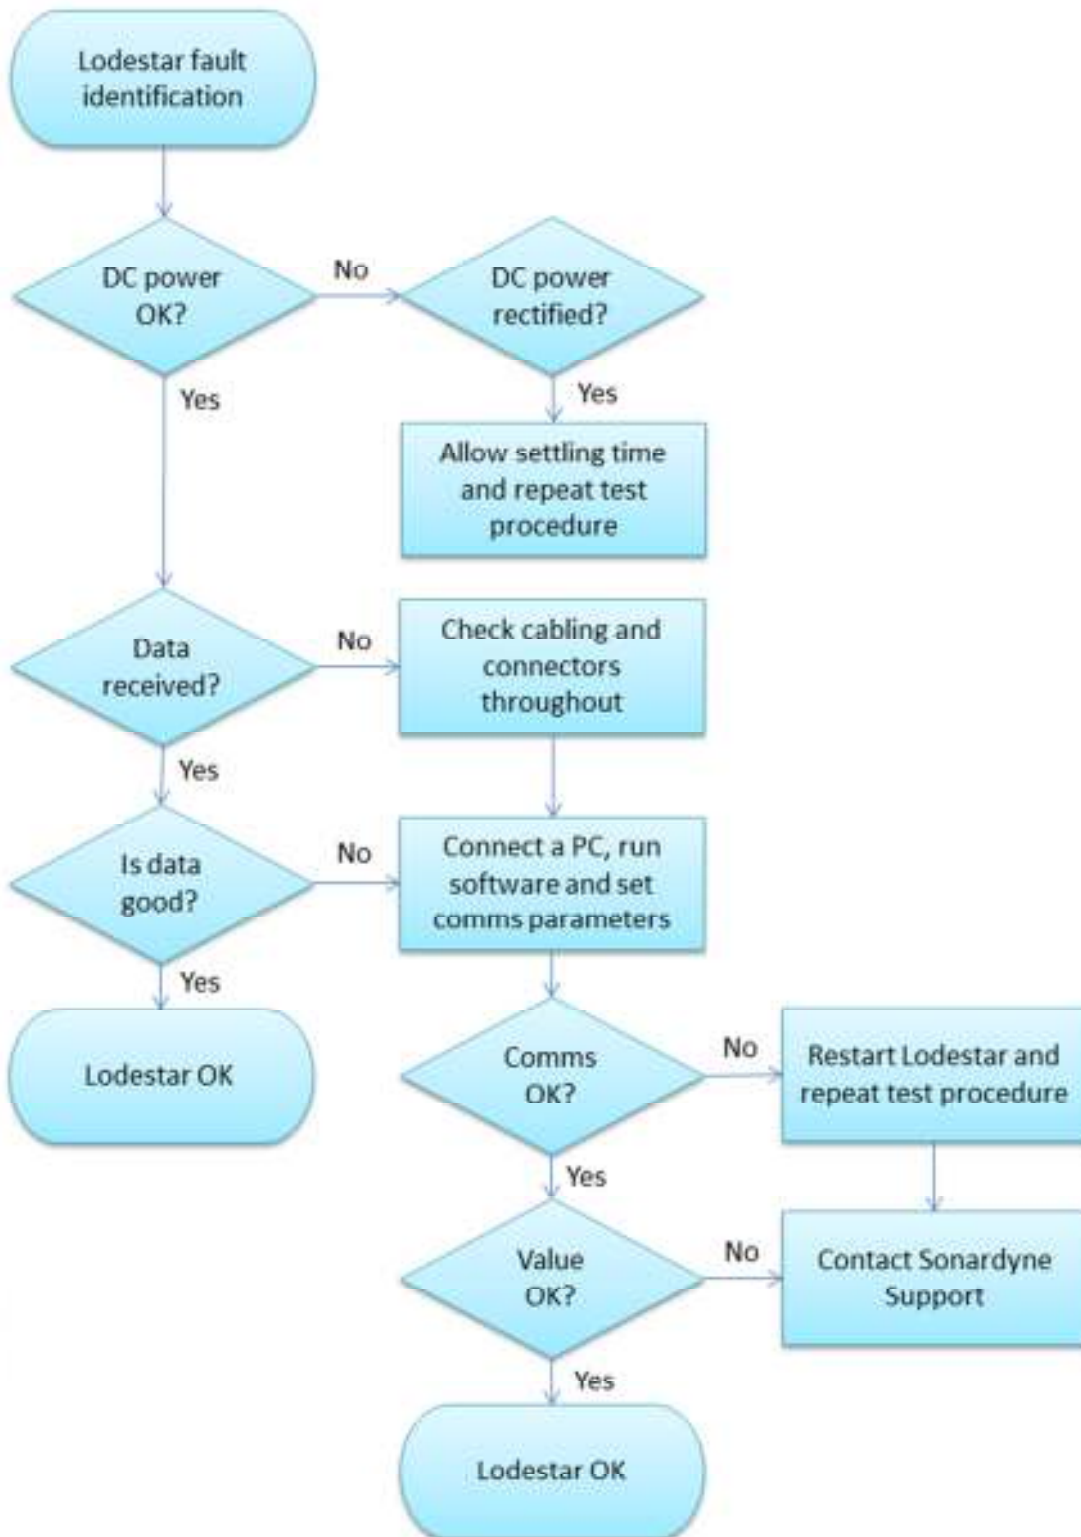 Lodestar fault
identification
DC power
OK?
No
DC power
rectified?
Yes
Yes
Allow settling time
and repeat test
procedure
Data
received?
No
Check cabling and
connectors
throughout
Yes
Is data
good?
No
Connect a PC, run
software and set
comms parameters
Yes
Lodestar OK
Comms
OK?
No
Restart Lodestar and
repeat test procedure
Yes
Value
OK?
No
Contact Sonardyne
Support
Yes
Lodestar OK